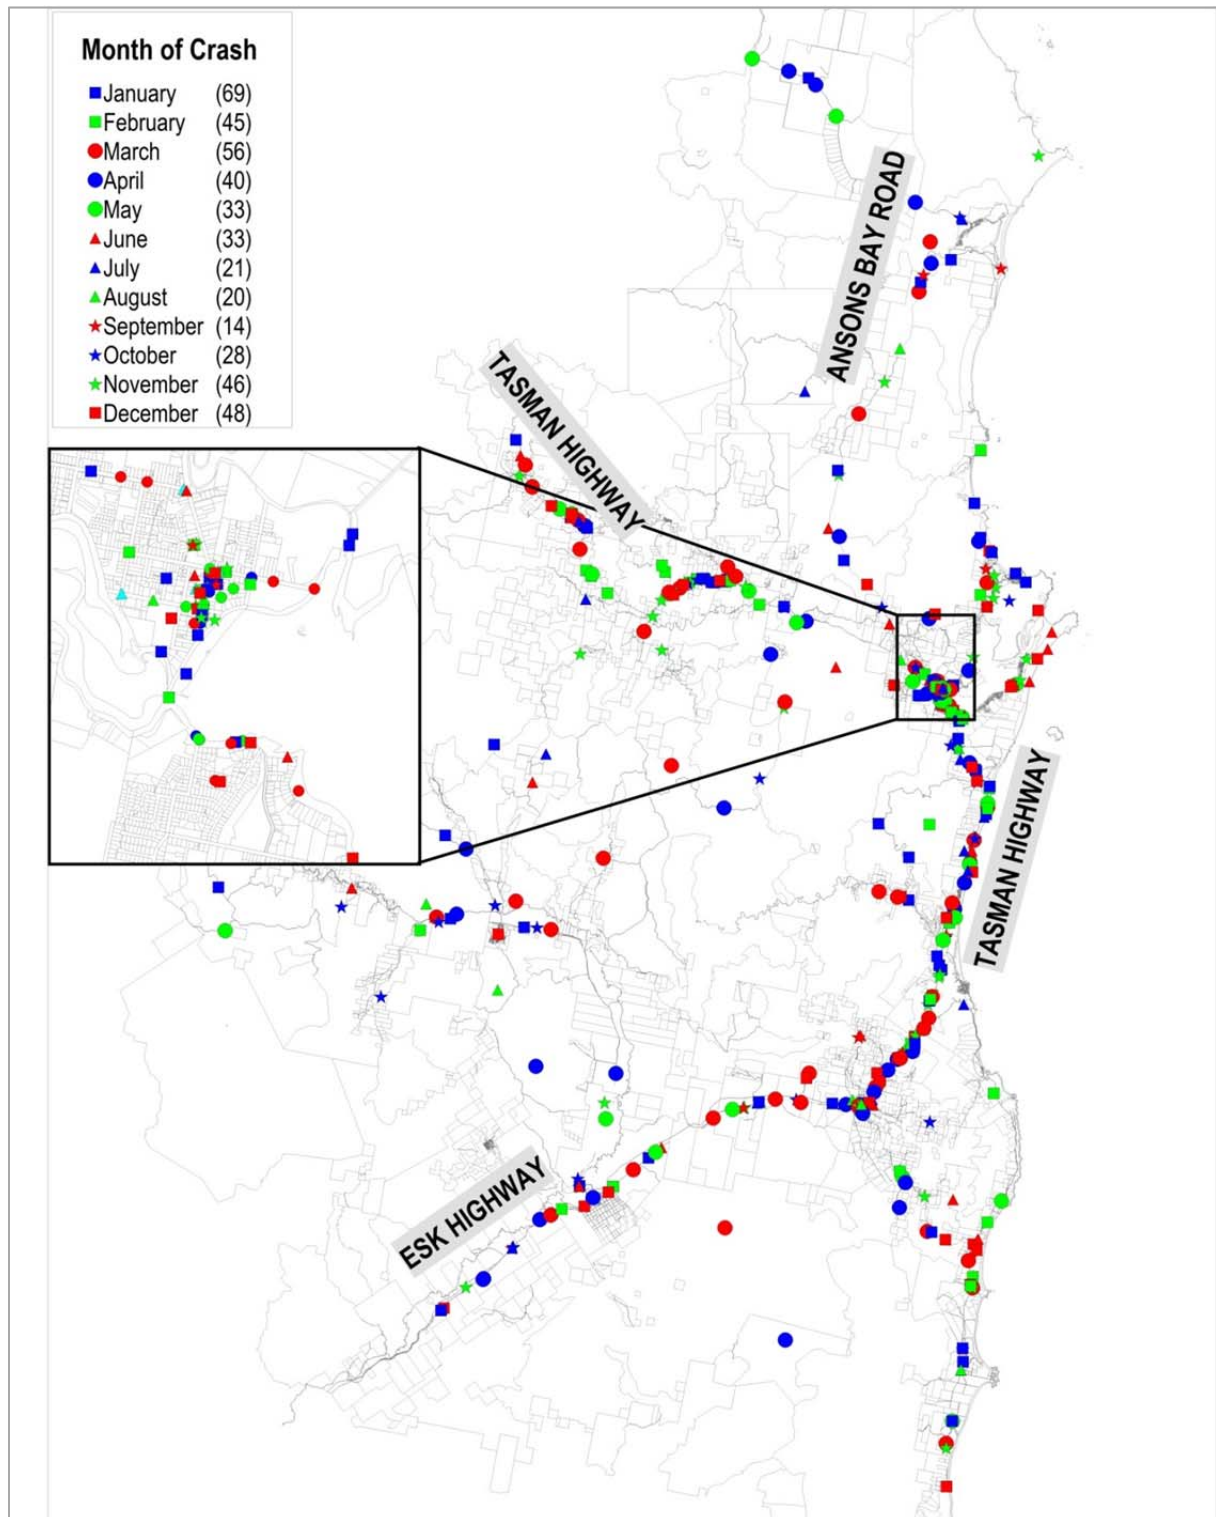 Month of Crash
January (69)
February (45)
March (56)
April (40)
May (33)
June (33)
July (21)
August (20)
September (14)
October (28)
November (46)
December (48)
ANSONS BAY ROAD
TASMAN HIGHWAY
TASMAN HIGHWAY
ESK HIGHWAY